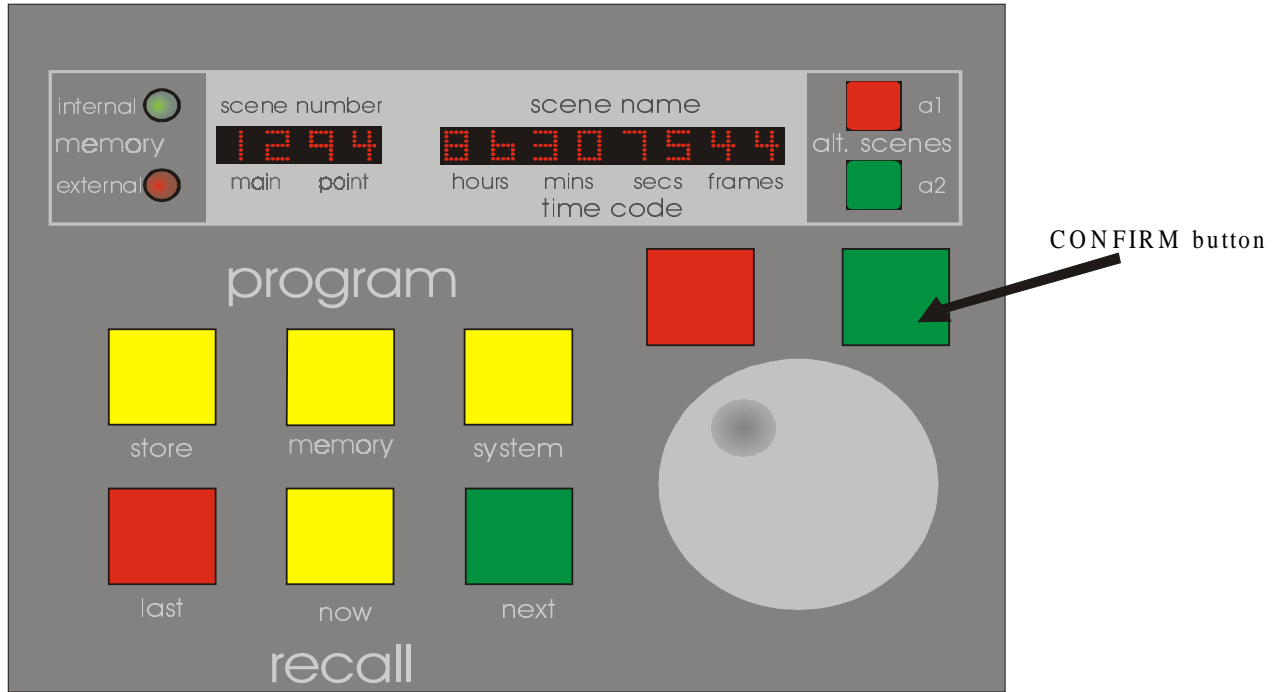 internal
scene number
scene name
a1
1294
86307544
memory
alt. scenes
external
main point
hours mins secs frames
a2
time code
CONFIRM button
program
store memory system
last now next
recall